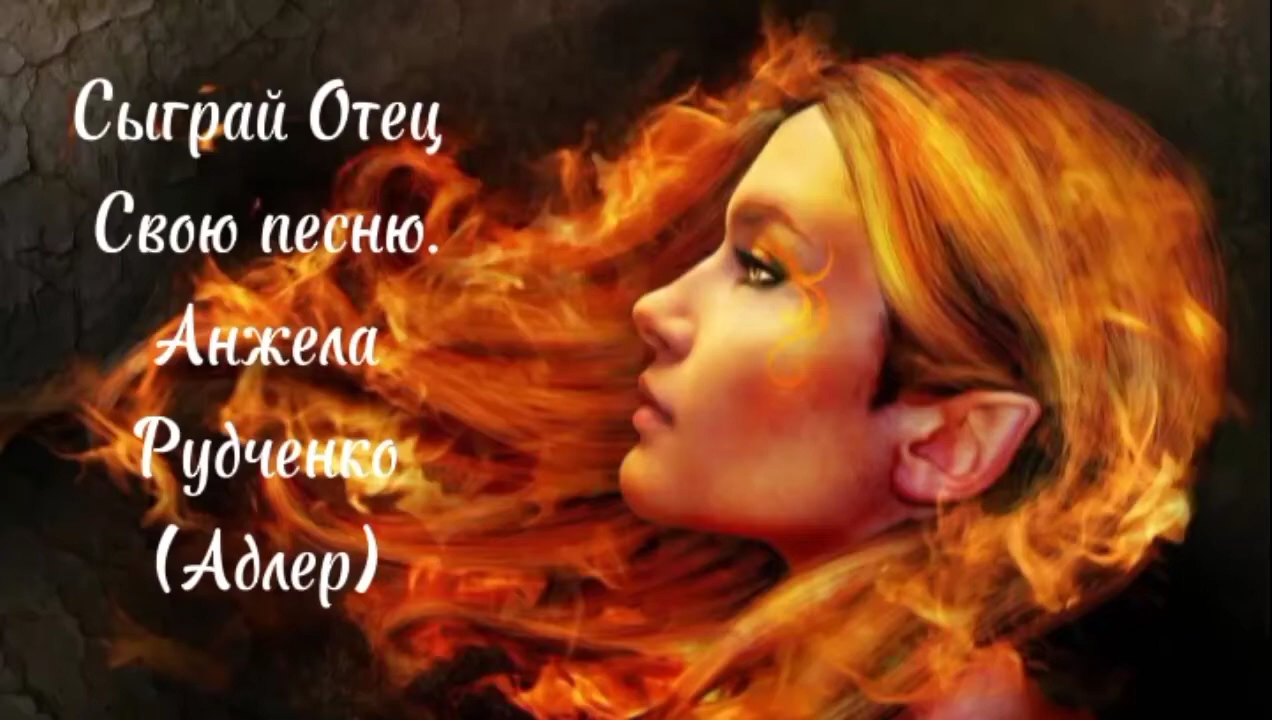 Сыграй Отец
Свою песню.
Анжела
Рудченко
(Адлер)